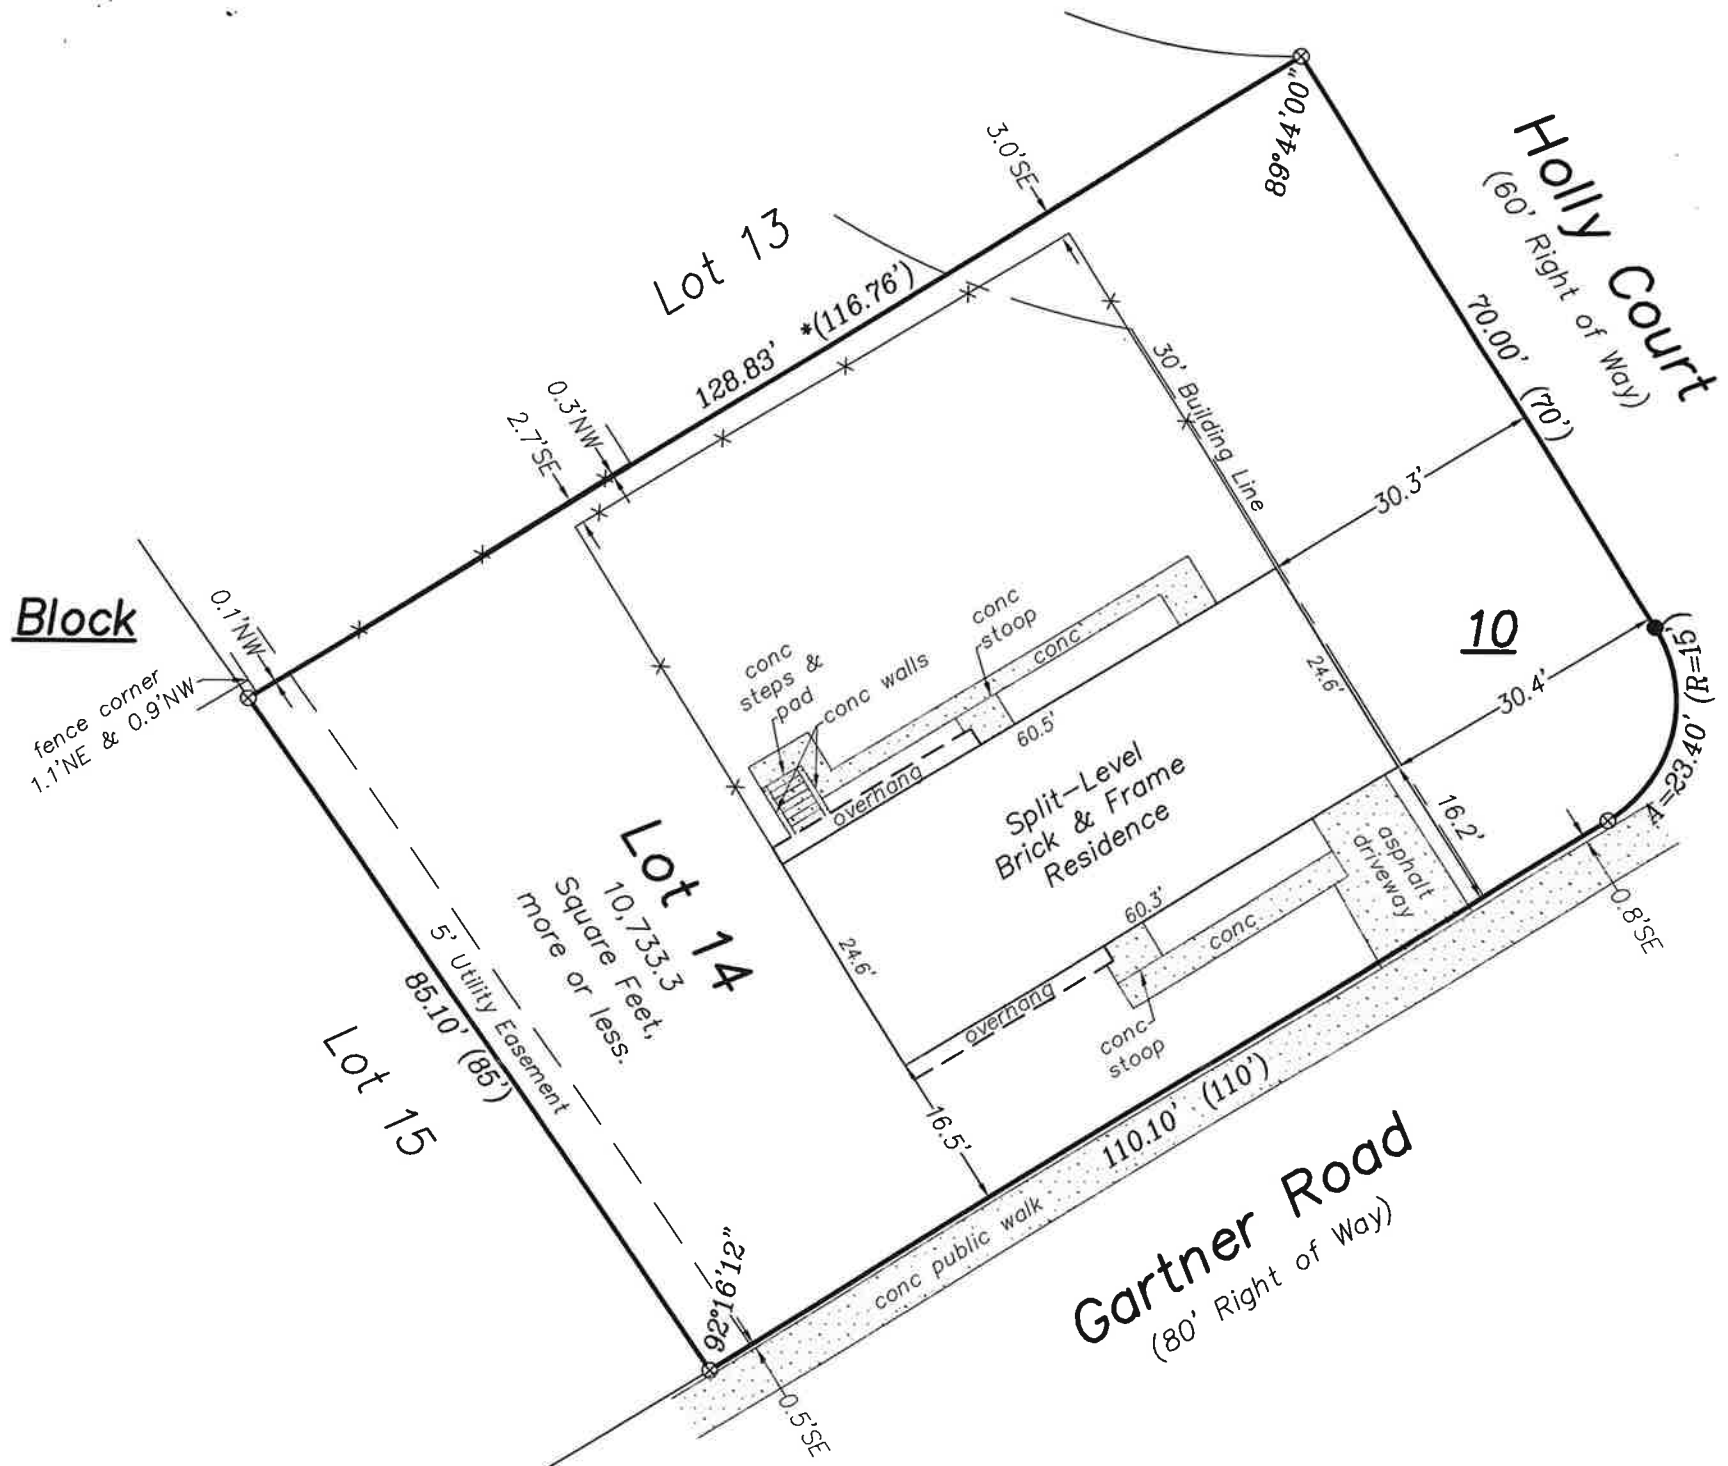 89°44'00"
Holly Court
(60' Right of Way)
3.0'SE
Lot 13
128.83' *(116.76')
70.00' (70')
0.3'NW
2.7'SE
30' Building Line
30.3'
Block
0.1'NW
fence corner
1.1'NE & 0.9'NW
conc
steps &
pad
conc walls
conc
stoop
conc
10
(R=15')
A=23.40'
24.6'
30.4'
60.5'
overhang
Split-Level
Brick & Frame
Residence
16.2'
asphalt
driveway
0.8'SE
Lot 14
10,733.3
Square Feet,
more or less.
24.6'
60.3'
conc
overhang
conc
stoop
5' Utility Easement
85.10' (85')
Lot 15
16.5'
110.10' (110')
conc public walk
Gartner Road
(80' Right of Way)
92°16'12"
0.5'SE